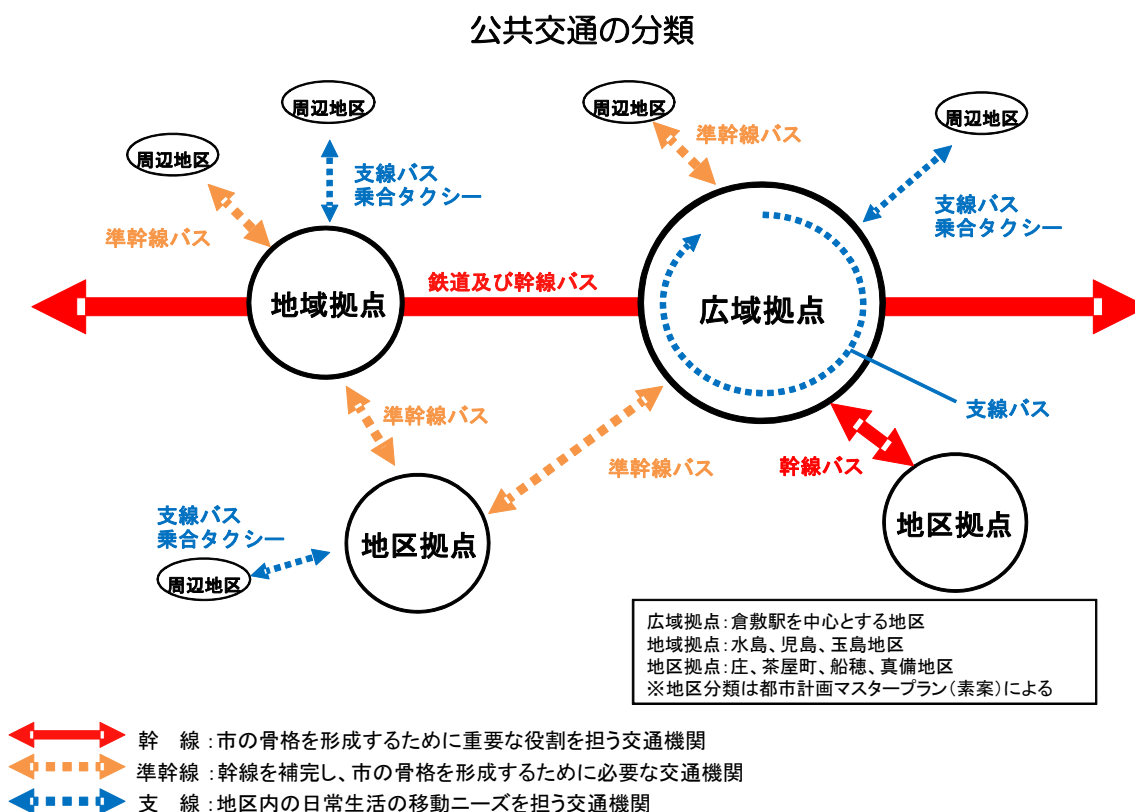 公共交通の分類
周辺地区
周辺地区
周辺地区
周辺地区
準幹線バス
支線バス
乗合タクシー
準幹線バス
支線バス
乗合タクシー
鉄道及び幹線バス
地域拠点
広域拠点
準幹線バス
支線バス
準幹線バス
幹線バス
支線バス
乗合タクシー
周辺地区
地区拠点
地区拠点
広域拠点:倉敷駅を中心とする地区
地域拠点:水島、児島、玉島地区
地区拠点:庄、茶屋町、船穂、真備地区
※地区分類は都市計画マスタープラン(素案)による
幹 線:市の骨格を形成するために重要な役割を担う交通機関
準幹線:幹線を補完し、市の骨格を形成するために必要な交通機関
支 線:地区内の日常生活の移動ニーズを担う交通機関